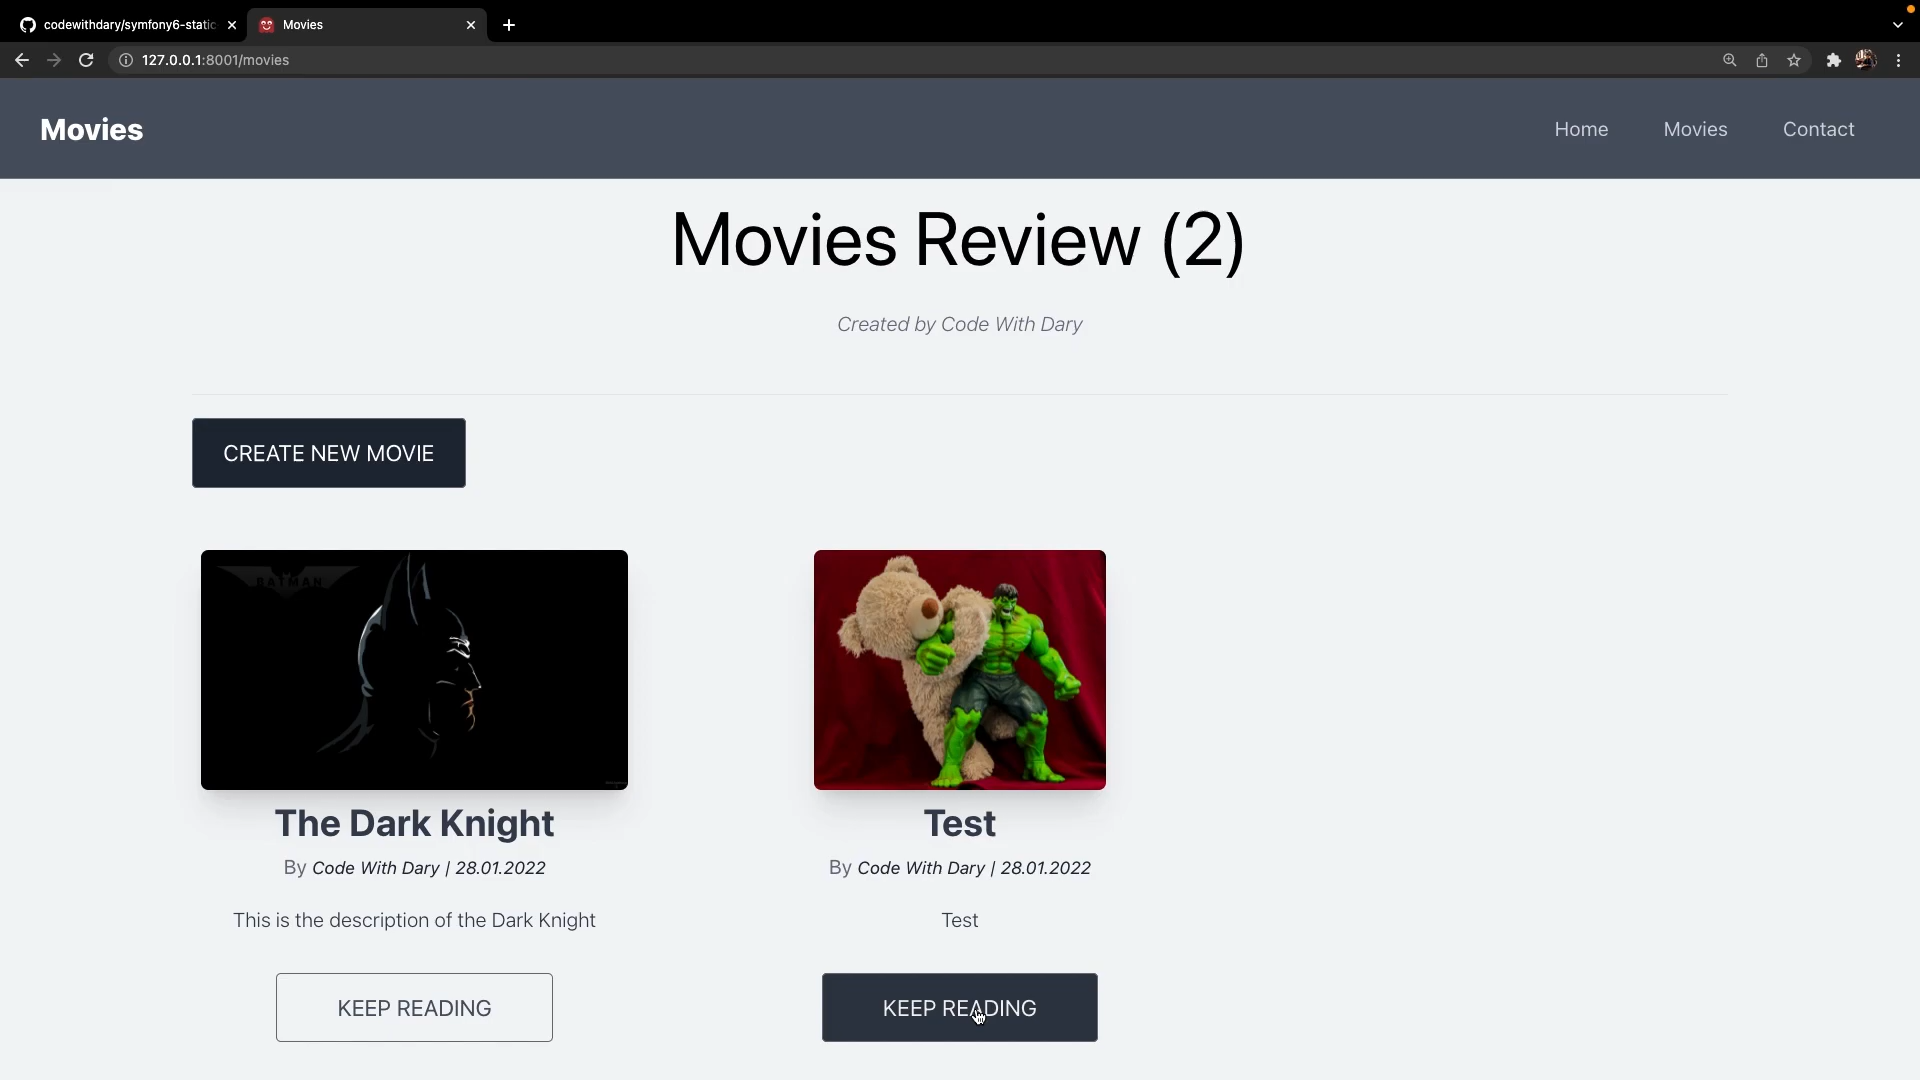 codewithdary/symfony6-static
Movies
127.0.0.1:8001/movies
Movies
Home
Movies
Contact
Movies Review (2)
Created by Code With Dary
CREATE NEW MOVIE
BATMAN
The Dark Knight
By Code With Dary | 28.01.2022
This is the description of the Dark Knight
KEEP READING
Test
By Code With Dary | 28.01.2022
Test
KEEP READING